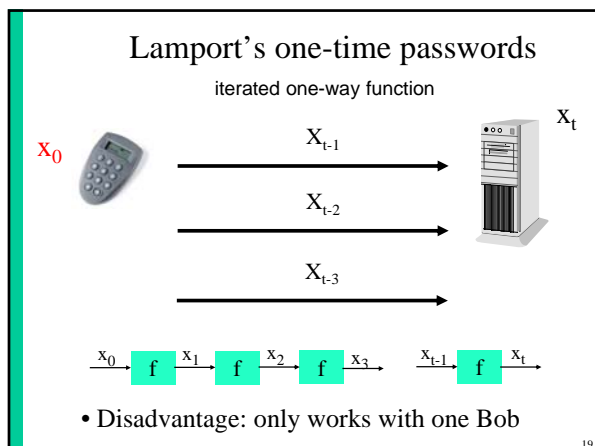 Lamport's one-time passwords
iterated one-way function
x0 xt
Xt-1
Xt-2
Xt-3
x0 f x1 f x2 f x3 xt-1 f xt
• Disadvantage: only works with one Bob
19